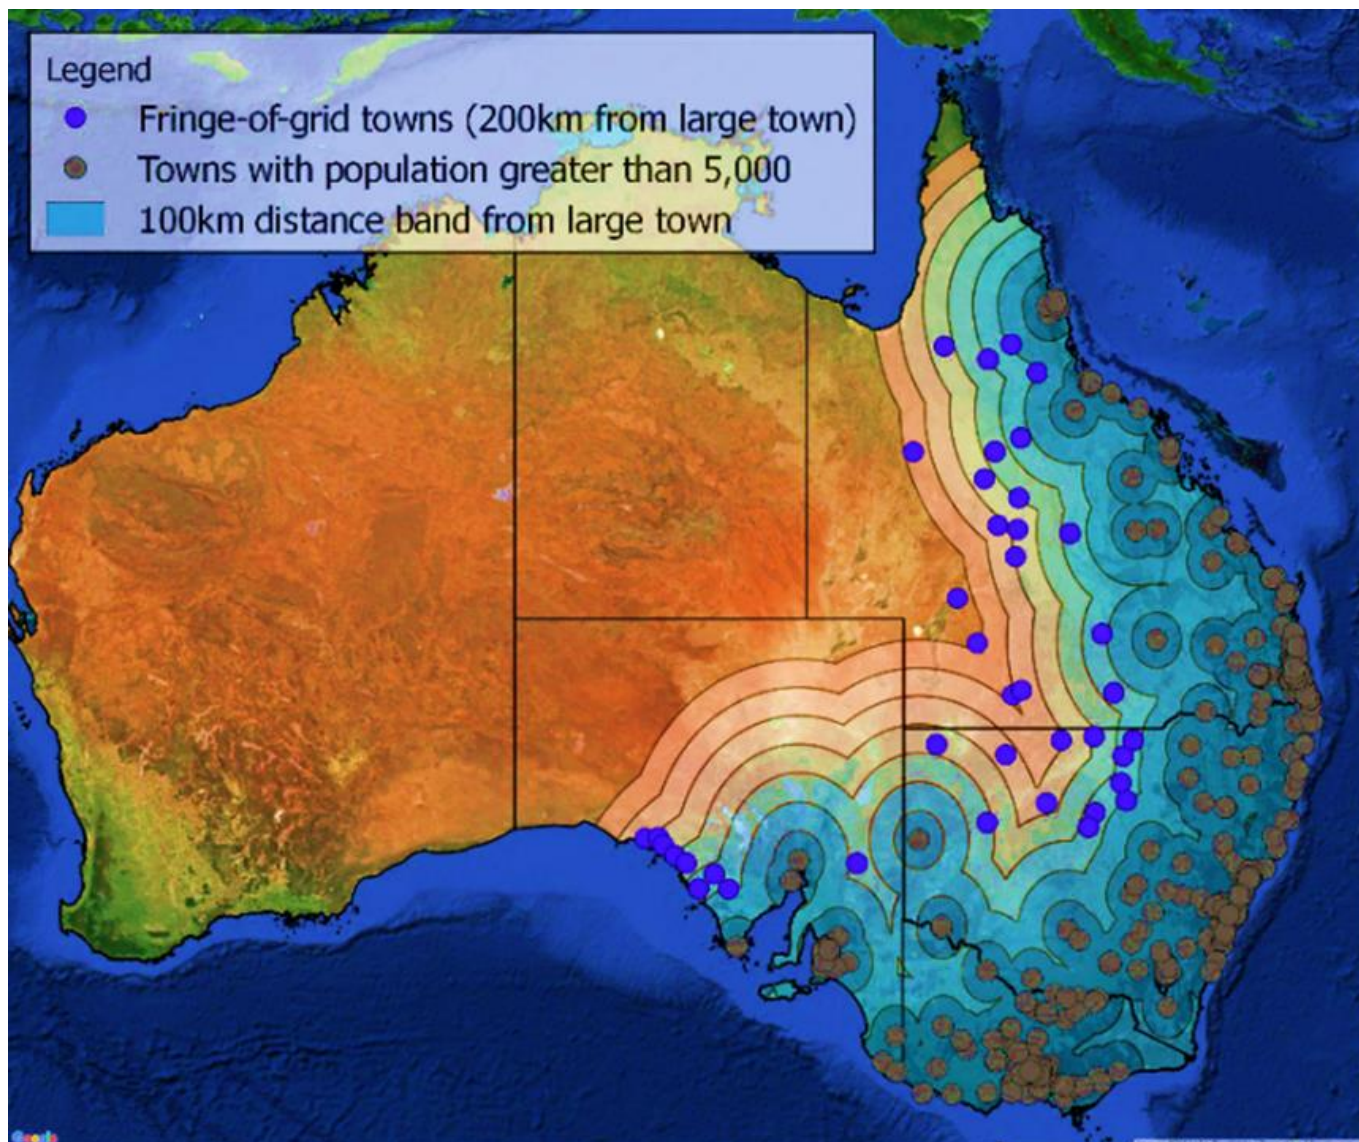 Legend
Fringe-of-grid towns (200km from large town)
Towns with population greater than 5,000
100km distance band from large town
Google